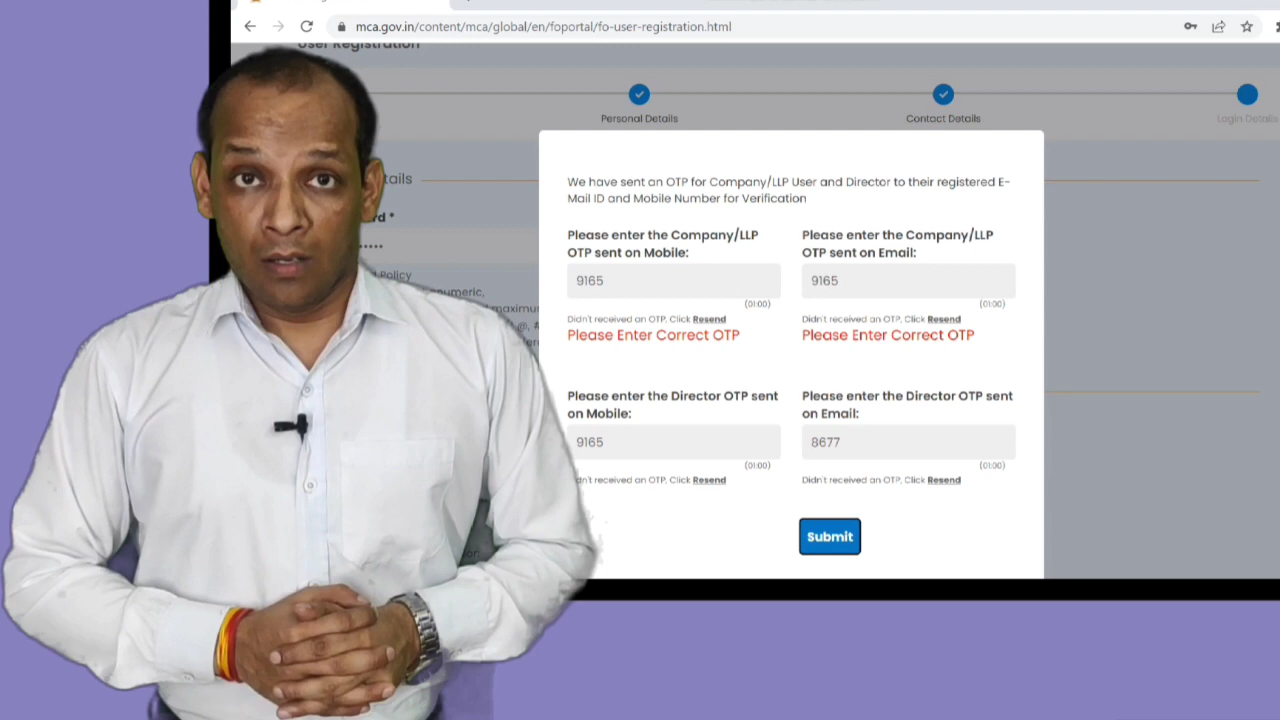 mca.gov.in/content/mca/global/en/foportal/fo-user-registration.html
User Registration
Personal Details
Contact Details
Login Details
We have sent an OTP for Company/LLP User and Director to their registered E-
Mail ID and Mobile Number for Verification
Please enter the Company/LLP
OTP sent on Mobile:
Please enter the Company/LLP
OTP sent on Email:
9165
9165
(01:00)
(01:00)
Didn't received an OTP, Click Resend
Didn't received an OTP, Click Resend
Please Enter Correct OTP
Please Enter Correct OTP
Please enter the Director OTP sent
on Mobile:
Please enter the Director OTP sent
on Email:
9165
8677
(01:00)
(01:00)
received an OTP, Click Resend
Didn't received an OTP, Click Resend
Submit
Policy